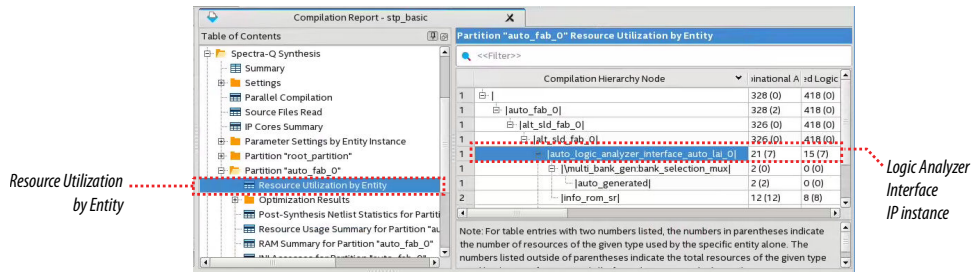 Compilation Report - stp_basic
Table of Contents
Spectra-Q Synthesis
Summary
Settings
Parallel Compilation
Source Files Read
IP Cores Summary
Parameter Settings by Entity Instance
Partition "root_partition"
Partition "auto_fab_0"
Resource Utilization by Entity
Optimization Results
Post-Synthesis Netlist Statistics for Partiti
Resource Usage Summary for Partition "au
RAM Summary for Partition "auto_fab_0"
Partition "auto_fab_0" Resource Utilization by Entity
<<Filter>>
Compilation Hierarchy Node inational A ed Logic
1 | 328 (0) 418 (0)
1 |auto_fab_0| 328 (2) 418 (0)
1 |alt_sld_fab_0| 326 (0) 418 (0)
1 |alt_sld_fab_0| 326 (0) 418 (0)
1 |auto_logic_analyzer_interface_auto_lai_0| 21 (7) 15 (7)
1 |\multi_bank_gen:bank_selection_mux| 2 (0) 0 (0)
1 |auto_generated| 2 (2) 0 (0)
2 |info_rom_sr| 12 (12) 8 (8)
Note: For table entries with two numbers listed, the numbers in parentheses indicate
the number of resources of the given type used by the specific entity alone. The
numbers listed outside of parentheses indicate the total resources of the given type
Resource Utilization
by Entity
Logic Analyzer
Interface
IP instance